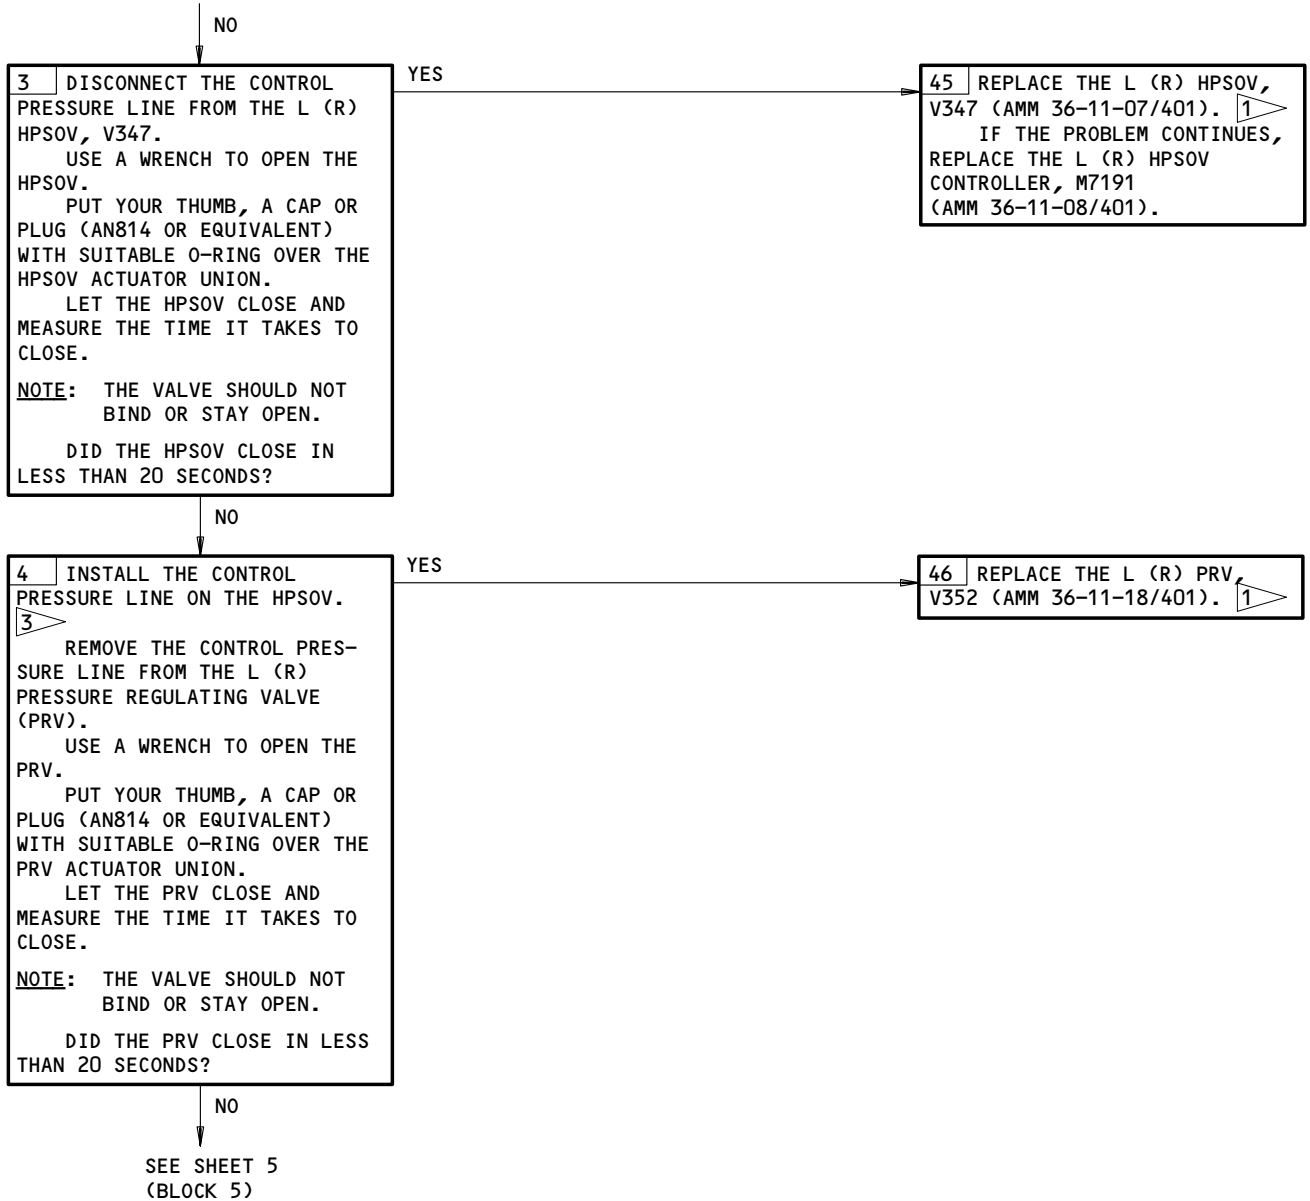 NO
3 DISCONNECT THE CONTROL
PRESSURE LINE FROM THE L (R)
HPSOV, V347.
USE A WRENCH TO OPEN THE
HPSOV.
PUT YOUR THUMB, A CAP OR
PLUG (AN814 OR EQUIVALENT)
WITH SUITABLE O-RING OVER THE
HPSOV ACTUATOR UNION.
LET THE HPSOV CLOSE AND
MEASURE THE TIME IT TAKES TO
CLOSE.
NOTE: THE VALVE SHOULD NOT
BIND OR STAY OPEN.
DID THE HPSOV CLOSE IN
LESS THAN 20 SECONDS?
YES
45 REPLACE THE L (R) HPSOV,
V347 (AMM 36-11-07/401). 1
IF THE PROBLEM CONTINUES,
REPLACE THE L (R) HPSOV
CONTROLLER, M7191
(AMM 36-11-08/401).
NO
4 INSTALL THE CONTROL
PRESSURE LINE ON THE HPSOV.
3
REMOVE THE CONTROL PRES-
SURE LINE FROM THE L (R)
PRESSURE REGULATING VALVE
(PRV).
USE A WRENCH TO OPEN THE
PRV.
PUT YOUR THUMB, A CAP OR
PLUG (AN814 OR EQUIVALENT)
WITH SUITABLE O-RING OVER THE
PRV ACTUATOR UNION.
LET THE PRV CLOSE AND
MEASURE THE TIME IT TAKES TO
CLOSE.
NOTE: THE VALVE SHOULD NOT
BIND OR STAY OPEN.
DID THE PRV CLOSE IN LESS
THAN 20 SECONDS?
YES
46 REPLACE THE L (R) PRV,
V352 (AMM 36-11-18/401). 1
NO
SEE SHEET 5
(BLOCK 5)